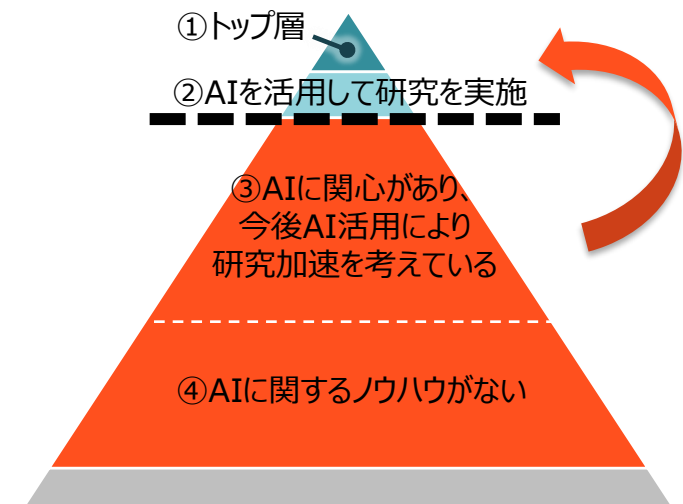 ①トップ層
②AIを活用して研究を実施
③AIに関心があり、
今後AI活用により
研究加速を考えている
④AIに関するノウハウがない